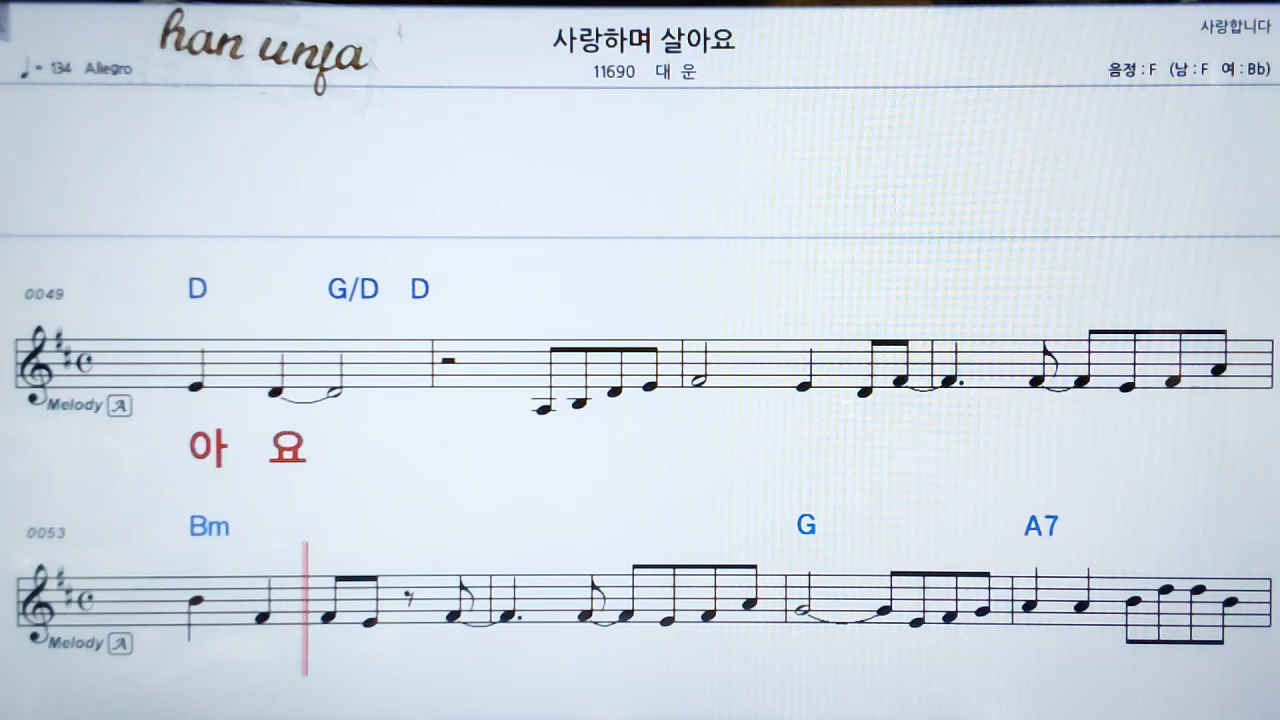 han unfa
사랑하며 살아요
사랑합니다
♩= 134 Allegro
11690 대 운
음정 : F (남 : F 여 : Bb)
0049
D G/D D
Melody A
아 요
0053
Bm G A7
Melody A